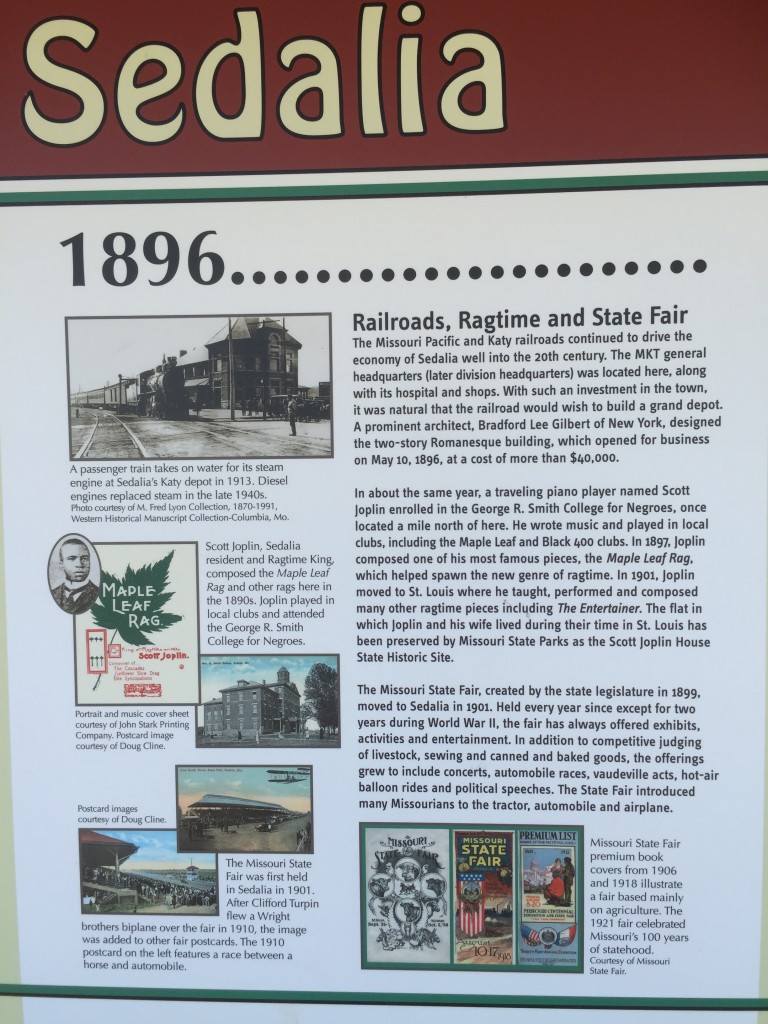 Sedalia
1896
Railroads, Ragtime and State Fair
The Missouri Pacific and Katy railroads continued to drive the
economy of Sedalia well into the 20th century. The MKT general
headquarters (later division headquarters) was located here, along
with its hospital and shops. With such an investment in the town,
it was natural that the railroad would wish to build a grand depot.
A prominent architect, Bradford Lee Gilbert of New York, designed
the two-story Romanesque building, which opened for business
on May 10, 1896, at a cost of more than $40,000.
In about the same year, a traveling piano player named Scott
Joplin enrolled in the George R. Smith College for Negroes, once
located a mile north of here. He wrote music and played in local
clubs, including the Maple Leaf and Black 400 clubs. In 1897, Joplin
composed one of his most famous pieces, the Maple Leaf Rag,
which helped spawn the new genre of ragtime. In 1901, Joplin
moved to St. Louis where he taught, performed and composed
many other ragtime pieces including The Entertainer. The flat in
which Joplin and his wife lived during their time in St. Louis has
been preserved by Missouri State Parks as the Scott Joplin House
State Historic Site.
The Missouri State Fair, created by the state legislature in 1899,
moved to Sedalia in 1901. Held every year since except for two
years during World War II, the fair has always offered exhibits,
activities and entertainment. In addition to competitive judging
of livestock, sewing and canned and baked goods, the offerings
grew to include concerts, automobile races, vaudeville acts, hot-air
balloon rides and political speeches. The State Fair introduced
many Missourians to the tractor, automobile and airplane.
A passenger train takes on water for its steam
engine at Sedalia's Katy depot in 1913. Diesel
engines replaced steam in the late 1940s.
Photo courtesy of M. Fred Lyon Collection, 1870-1991,
Western Historical Manuscript Collection-Columbia, Mo.
MAPLE
LEAF
RAG
Scott Joplin.
Scott Joplin, Sedalia
resident and Ragtime King,
composed the Maple Leaf
Rag and other rags here in
the 1890s. Joplin played in
local clubs and attended
the George R. Smith
College for Negroes.
Portrait and music cover sheet
courtesy of John Stark Printing
Company. Postcard image
courtesy of Doug Cline.
Postcard images
courtesy of Doug Cline.
The Missouri State
Fair was first held
in Sedalia in 1901.
After Clifford Turpin
flew a Wright
brothers biplane over the fair in 1910, the image
was added to other fair postcards. The 1910
postcard on the left features a race between a
horse and automobile.
MISSOURI
STATE FAIR
MISSOURI
STATE
FAIR
PREMIUM LIST
Missouri State Fair
premium book
covers from 1906
and 1918 illustrate
a fair based mainly
on agriculture. The
1921 fair celebrated
Missouri's 100 years
of statehood.
Courtesy of Missouri
State Fair.